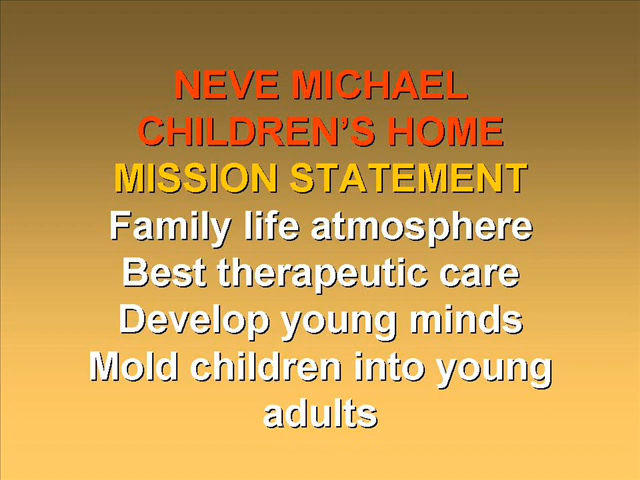 NEVE MICHAEL
CHILDREN’S HOME
MISSION STATEMENT
Family life atmosphere
Best therapeutic care
Develop young minds
Mold children into young
adults